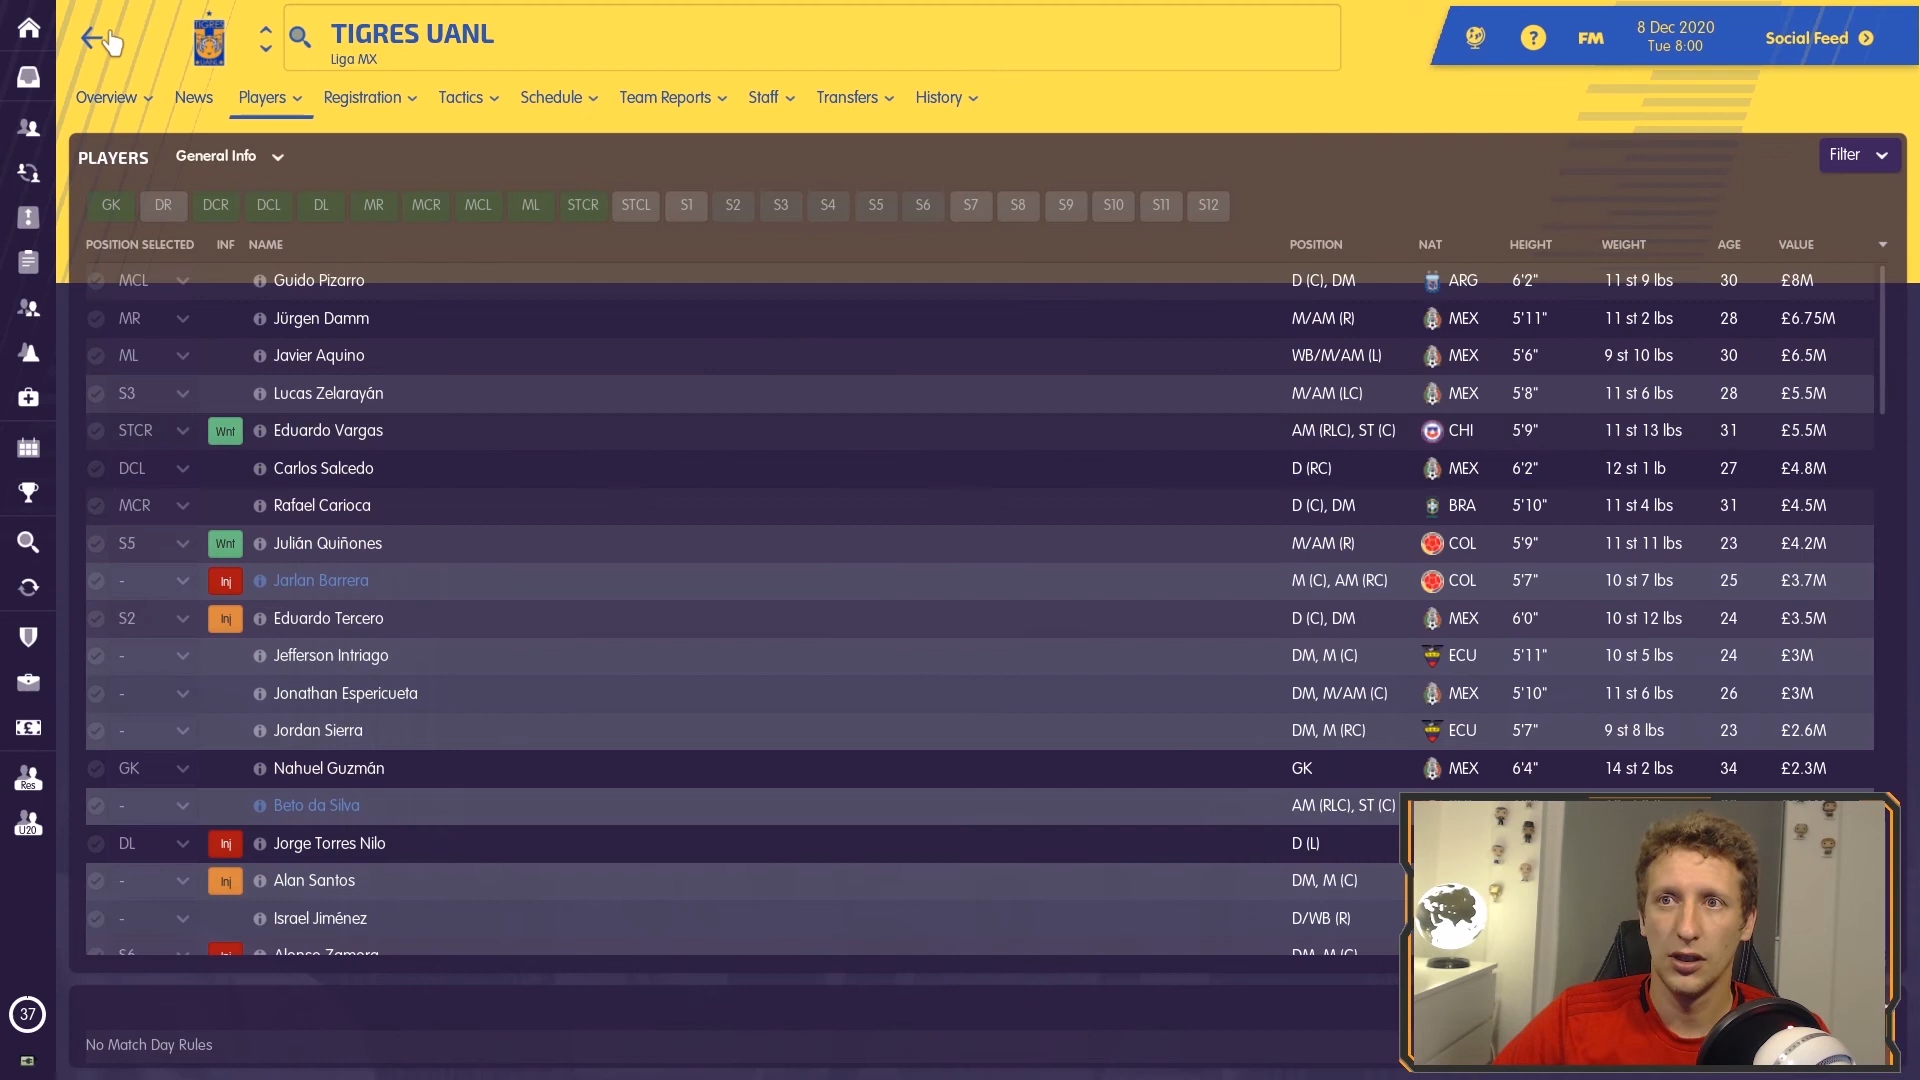 TIGRES UANL
Liga MX
8 Dec 2020
Tue 8:00
FM
Social Feed
Overview News Players Registration Tactics Schedule Team Reports Staff Transfers History
PLAYERS General Info Filter
GK DR DCR DCL DL MR MCR MCL ML STCR STCL S1 S2 S3 S4 S5 S6 S7 S8 S9 S10 S11 S12
POSITION SELECTED INF NAME POSITION NAT HEIGHT WEIGHT AGE VALUE
MCL Guido Pizarro D (C), DM ARG 6'2" 11 st 9 lbs 30 £8M
MR Jürgen Damm M/AM (R) MEX 5'11" 11 st 2 lbs 28 £6.75M
ML Javier Aquino WB/M/AM (L) MEX 5'6" 9 st 10 lbs 30 £6.5M
S3 Lucas Zelarayán M/AM (LC) MEX 5'8" 11 st 6 lbs 28 £5.5M
STCR Wnt Eduardo Vargas AM (RLC), ST (C) CHI 5'9" 11 st 13 lbs 31 £5.5M
DCL Carlos Salcedo D (RC) MEX 6'2" 12 st 1 lb 27 £4.8M
MCR Rafael Carioca D (C), DM BRA 5'10" 11 st 4 lbs 31 £4.5M
S5 Wnt Julián Quiñones M/AM (R) COL 5'9" 11 st 11 lbs 23 £4.2M
- Inj Jarlan Barrera M (C), AM (RC) COL 5'7" 10 st 7 lbs 25 £3.7M
S2 Inj Eduardo Tercero D (C), DM MEX 6'0" 10 st 12 lbs 24 £3.5M
- Jefferson Intriago DM, M (C) ECU 5'11" 10 st 5 lbs 24 £3M
- Jonathan Espericueta DM, M/AM (C) MEX 5'10" 11 st 6 lbs 26 £3M
- Jordan Sierra DM, M (RC) ECU 5'7" 9 st 8 lbs 23 £2.6M
GK Nahuel Guzmán GK MEX 6'4" 14 st 2 lbs 34 £2.3M
- Beto da Silva AM (RLC), ST (C)
DL Inj Jorge Torres Nilo D (L)
- Inj Alan Santos DM, M (C)
- Israel Jiménez D/WB (R)
S6 Inj Alonso Zamora DM, M (C)
Res
U20
37
No Match Day Rules